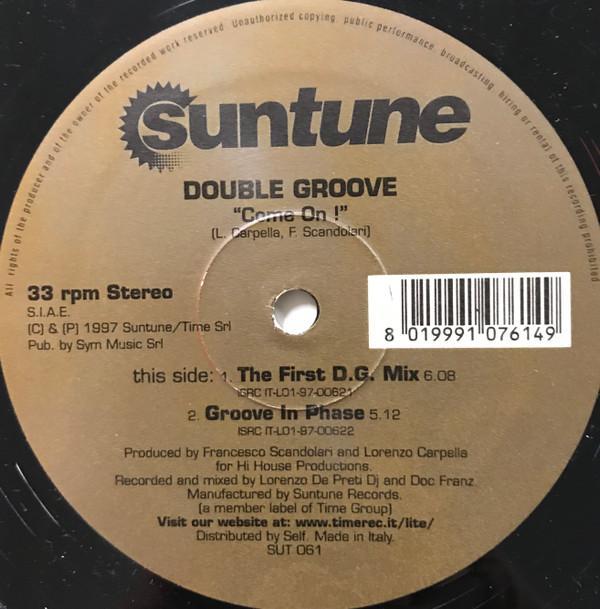 All rights of the producer and of the owner of the recorded work reserved. Unauthorized copying, public performance, broadcasting, hiring or rental of this recording prohibited
suntune
DOUBLE GROOVE
"Come On !"
(L. Carpella, F. Scandolari)
33 rpm Stereo
S.I.A.E.
(C) & (P) 1997 Suntune/Time Srl
Pub. by Sym Music Srl
8 019991 076149
this side: 1. The First D.G. Mix 6.08
ISRC IT-L01-97-00621
2. Groove In Phase 5.12
ISRC IT-L01-97-00622
Produced by Francesco Scandolari and Lorenzo Carpella
for Hi House Productions.
Recorded and mixed by Lorenzo De Preti Dj and Doc Franz.
Manufactured by Suntune Records.
(a member label of Time Group)
Visit our website at: www.timerec.it/lite/
Distributed by Self. Made in Italy.
SUT 061